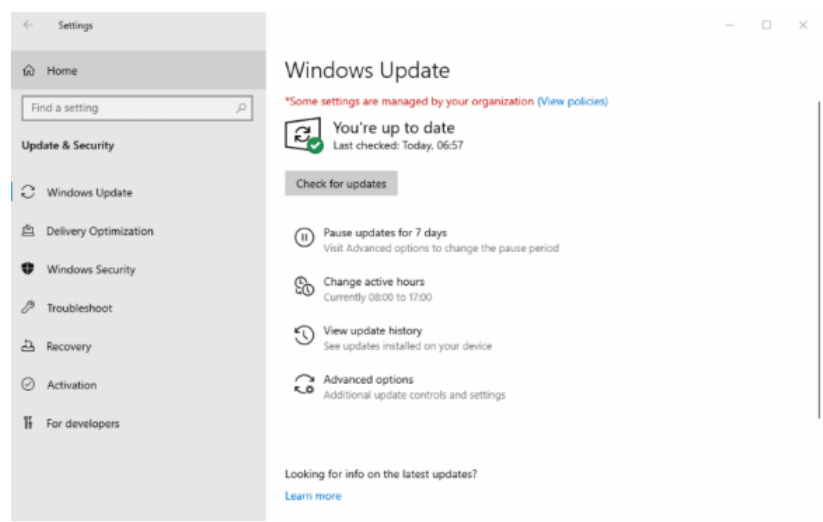 Settings
Home
Find a setting
Update & Security
Windows Update
Delivery Optimization
Windows Security
Troubleshoot
Recovery
Activation
For developers
Windows Update
*Some settings are managed by your organization (View policies)
You're up to date
Last checked: Today, 06:57
Check for updates
Pause updates for 7 days
Visit Advanced options to change the pause period
Change active hours
Currently 08:00 to 17:00
View update history
See updates installed on your device
Advanced options
Additional update controls and settings
Looking for info on the latest updates?
Learn more